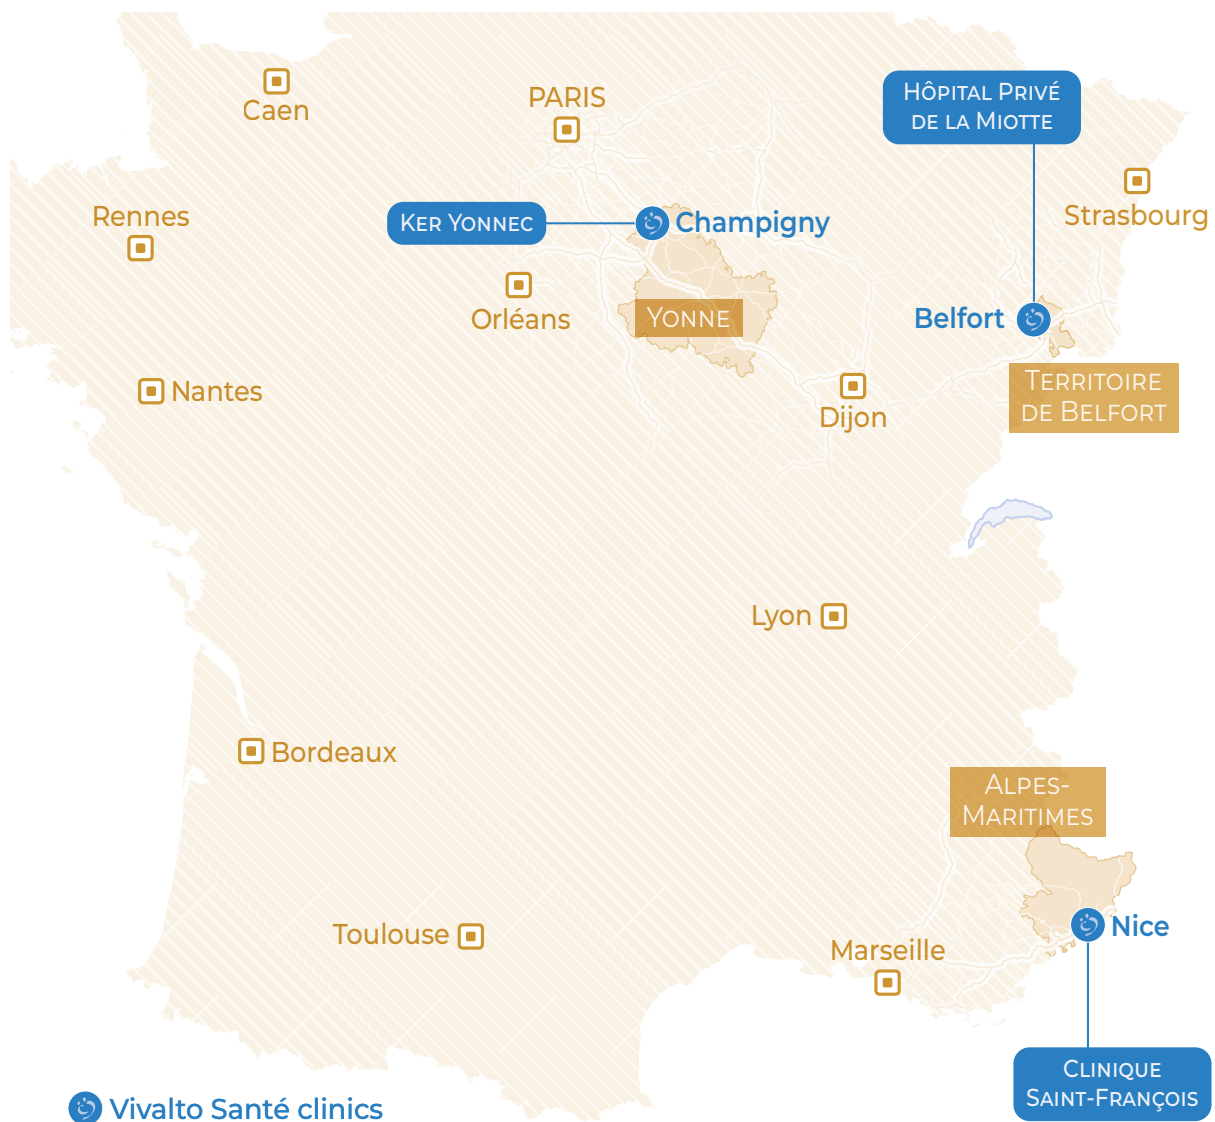 Caen
PARIS
HÔPITAL PRIVÉ
DE LA MIOTTE
Strasbourg
Rennes
KER YONNEC
Champigny
Orléans
YONNE
Belfort
TERRITOIRE
DE BELFORT
Nantes
Dijon
Lyon
Bordeaux
ALPES-
MARITIMES
Toulouse
Marseille
Nice
CLINIQUE
SAINT-FRANÇOIS
Vivalto Santé clinics